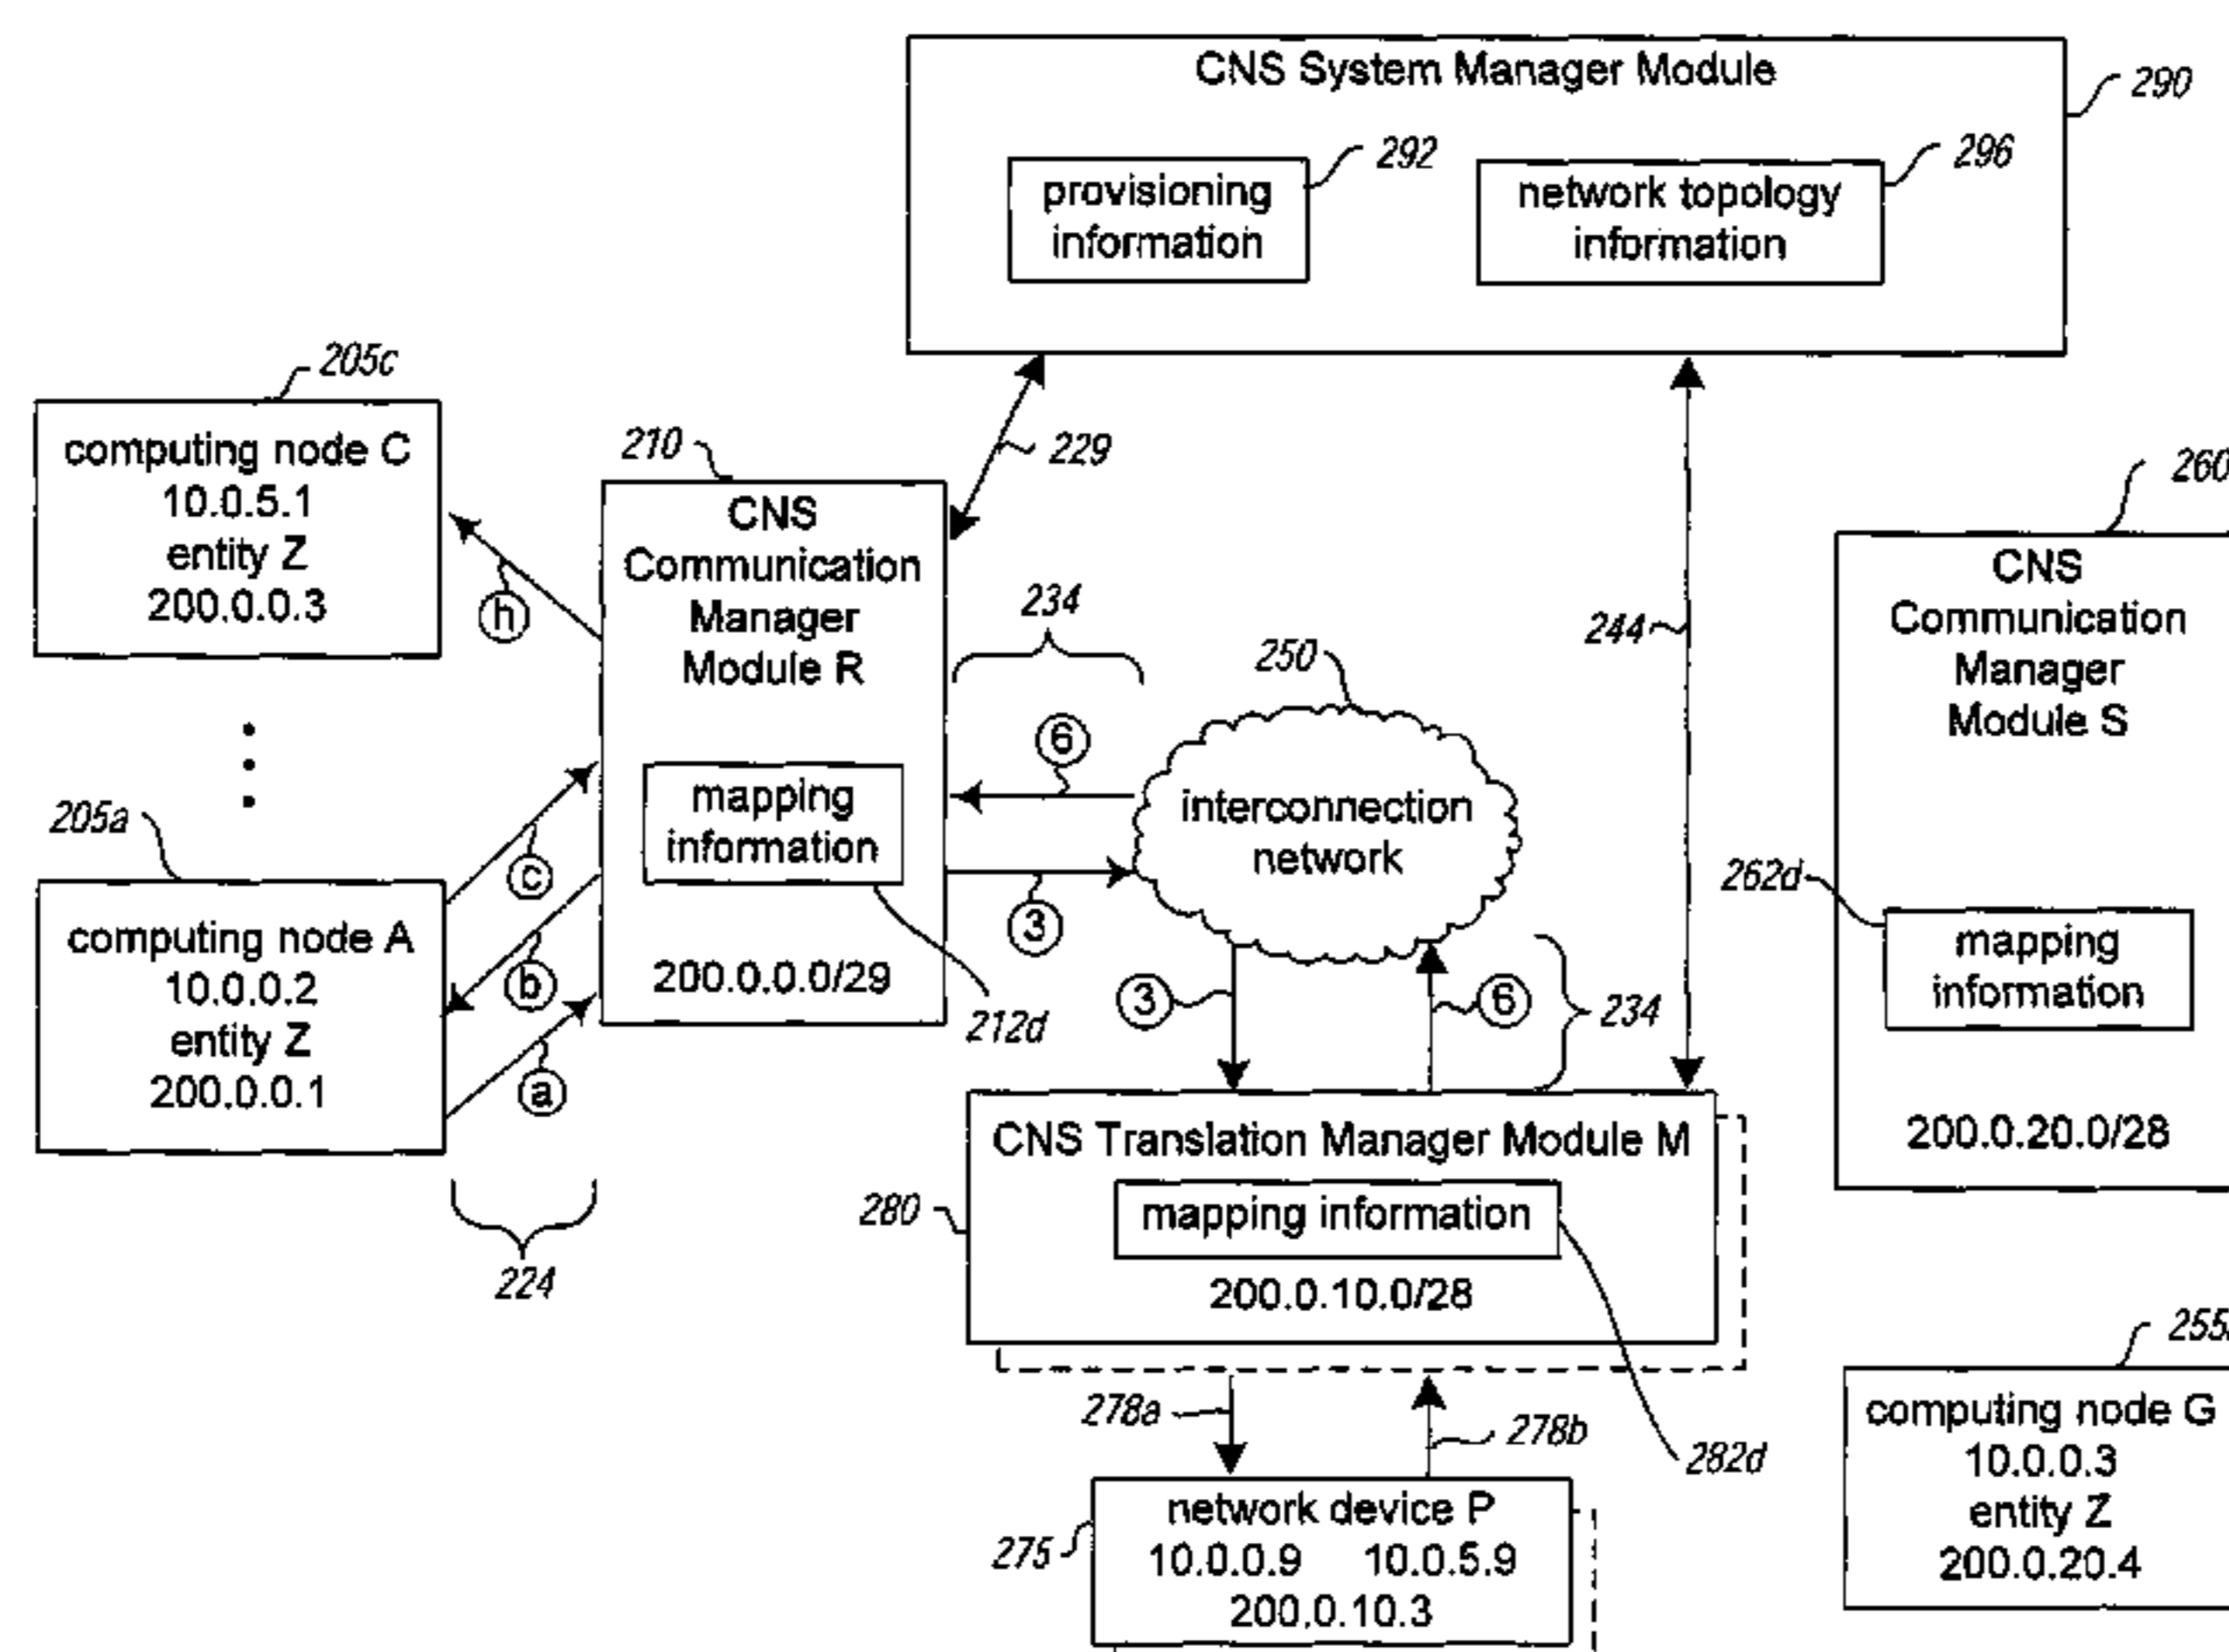 CNS System Manager Module
290
provisioning
information
292
network topology
information
296
205c
computing node C
10.0.5.1
entity Z
200.0.0.3
h
210
CNS
Communication
Manager
Module R
mapping
information
200.0.0.0/29
212d
229
234
6
3
250
interconnection
network
244
260
CNS
Communication
Manager
Module S
262d
mapping
information
200.0.20.0/28
205a
computing node A
10.0.0.2
entity Z
200.0.0.1
c
b
a
224
3
6
234
CNS Translation Manager Module M
280
mapping information
200.0.10.0/28
282d
278a
278b
275
network device P
10.0.0.9 10.0.5.9
200.0.10.3
255
computing node G
10.0.0.3
entity Z
200.0.20.4